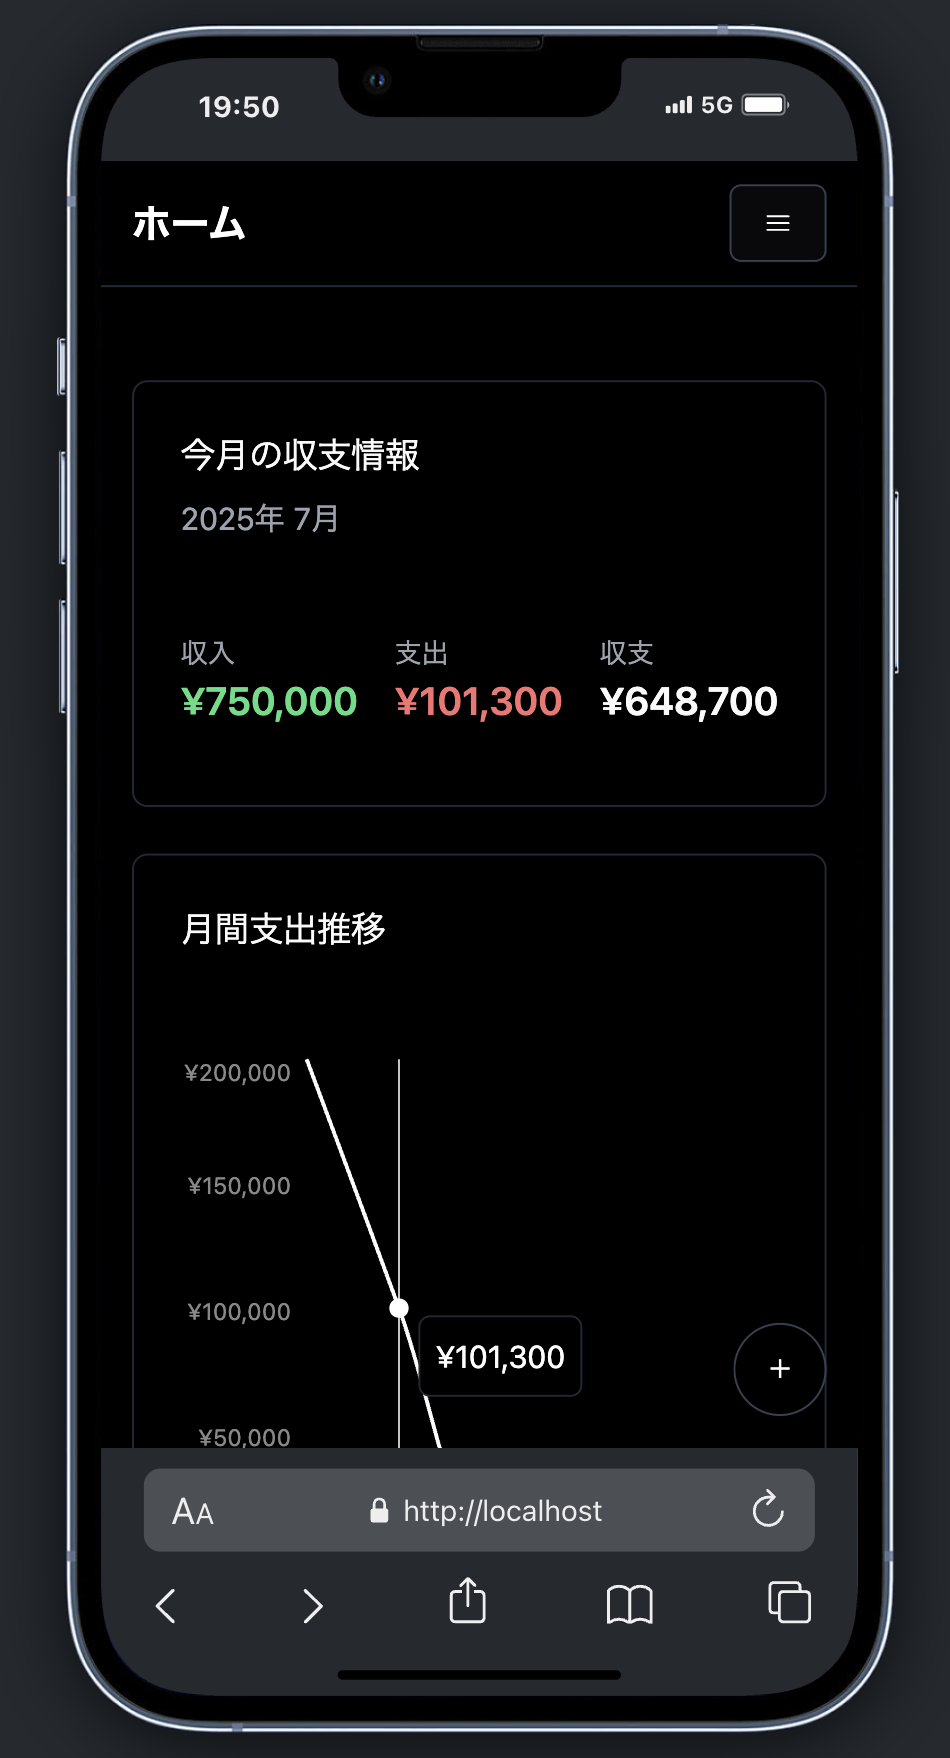 19:50 5G
ホーム
今月の収支情報
2025年 7月
収入 支出 収支
¥750,000 ¥101,300 ¥648,700
月間支出推移
¥200,000
¥150,000
¥100,000
¥101,300
¥50,000
AA http://localhost